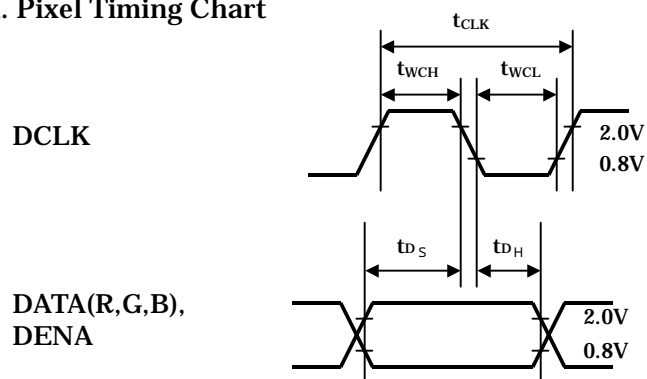 . Pixel Timing Chart
tCLK
tWCH tWCL
DCLK
2.0V
0.8V
tDS tDH
DATA(R,G,B),
DENA
2.0V
0.8V